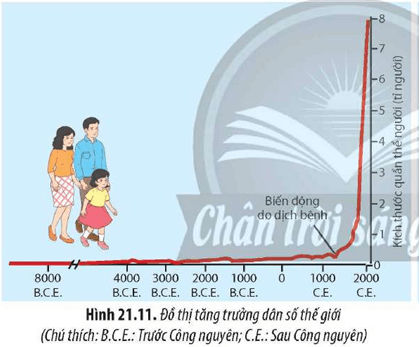 8
7
6
5
4
3
2
1
0
Kích thước quần thể người (tỉ người)
Biến động
do dịch bệnh
Chân trời sáng
8000 4000 3000 2000 1000 0 1000 2000
B.C.E. B.C.E. B.C.E. B.C.E. B.C.E. C.E. C.E.
Hình 21.11. Đồ thị tăng trưởng dân số thế giới
(Chú thích: B.C.E.: Trước Công nguyên; C.E.: Sau Công nguyên)